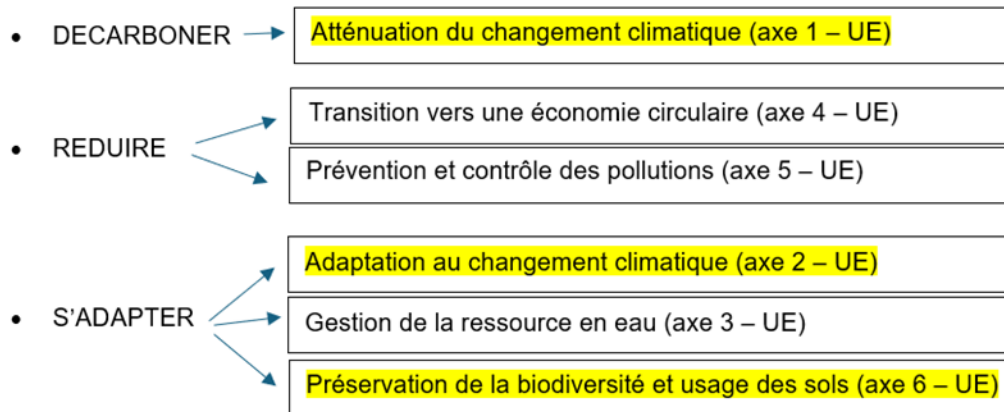 • DECARBONER
Atténuation du changement climatique (axe 1 – UE)
• REDUIRE
Transition vers une économie circulaire (axe 4 – UE)
Prévention et contrôle des pollutions (axe 5 – UE)
• S'ADAPTER
Adaptation au changement climatique (axe 2 – UE)
Gestion de la ressource en eau (axe 3 – UE)
Préservation de la biodiversité et usage des sols (axe 6 – UE)